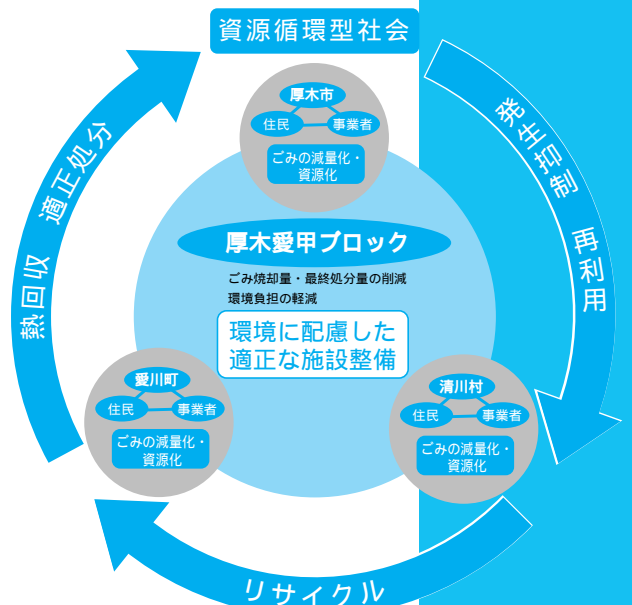 資源循環型社会
厚木市
住民
事業者
ごみの減量化・
資源化
発生抑制 再利用
熱回収 適正処分
厚木愛甲ブロック
ごみ焼却量・最終処分量の削減
環境負担の軽減
環境に配慮した
適正な施設整備
愛川町
住民
事業者
ごみの減量化・
資源化
清川村
住民
事業者
ごみの減量化・
資源化
リサイクル